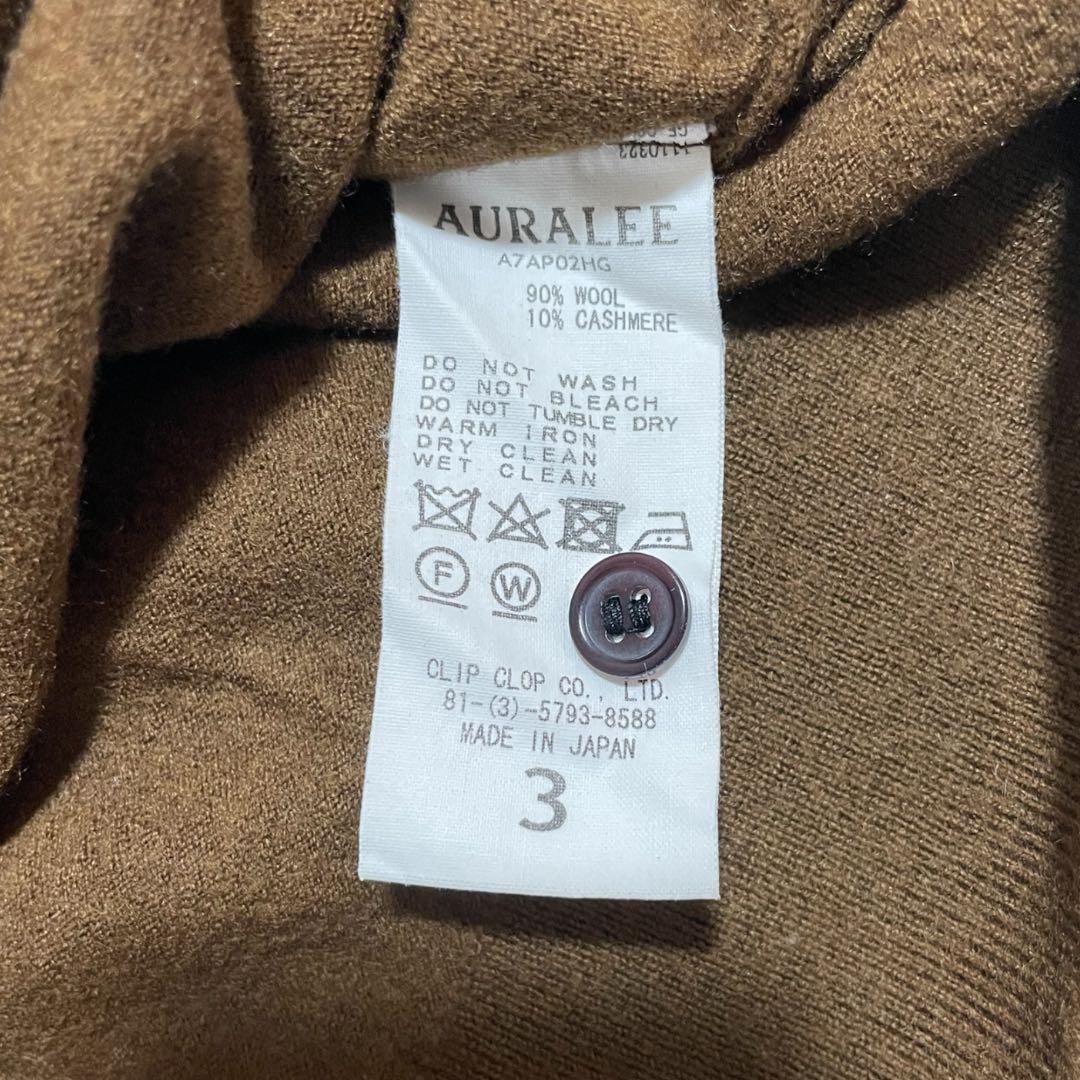 1110323
AURALEE
A7AP02HG
90% WOOL
10% CASHMERE
DO NOT WASH
DO NOT BLEACH
DO NOT TUMBLE DRY
WARM IRON
DRY CLEAN
WET CLEAN
F W
CLIP CLOP CO., LTD.
81-(3)-5793-8588
MADE IN JAPAN
3